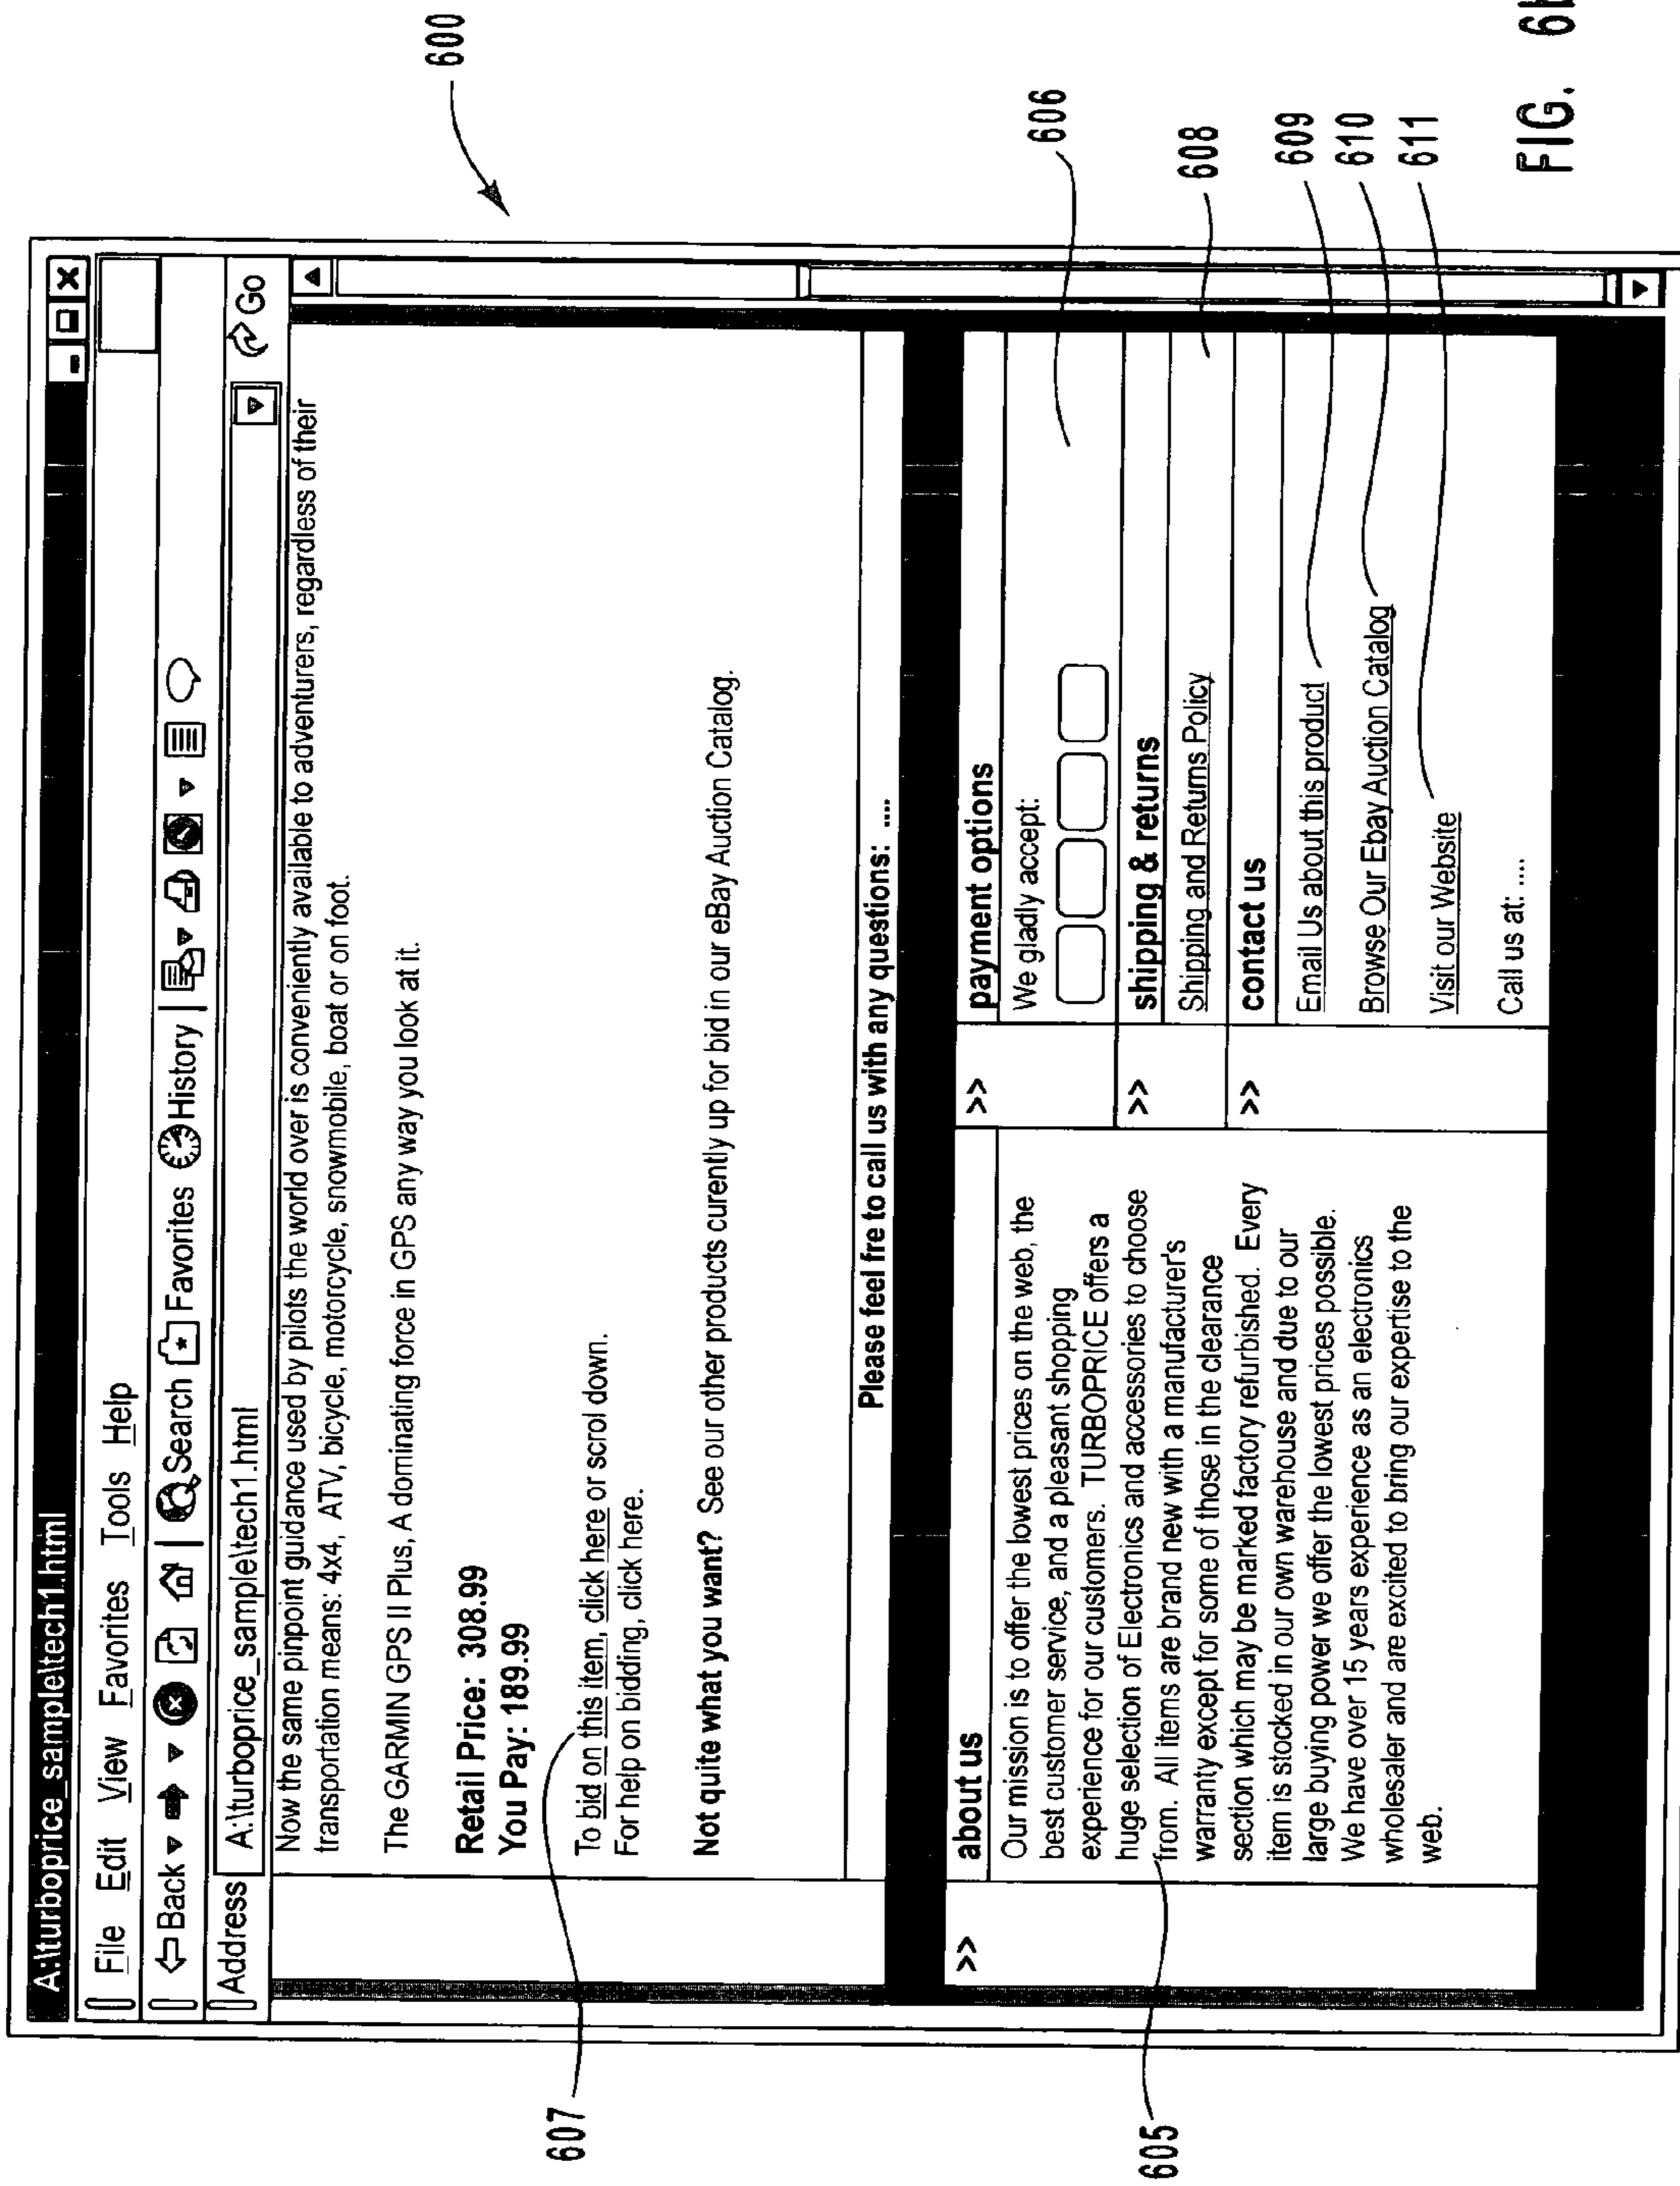 A:\turboprice_sample\tech1.html
File Edit View Favorites Tools Help
Back Search Favorites History
Address A:\turboprice_sample\tech1.html Go
Now the same pinpoint guidance used by pilots the world over is conveniently available to adventurers, regardless of their
transportation means: 4x4, ATV, bicycle, motorcycle, snowmobile, boat or on foot.
The GARMIN GPS II Plus, A dominating force in GPS any way you look at it.
Retail Price: 308.99
You Pay: 189.99
To bid on this item, click here or scrol down.
For help on bidding, click here.
Not quite what you want? See our other products curently up for bid in our eBay Auction Catalog.
Please feel fre to call us with any questions: ....
>> about us
Our mission is to offer the lowest prices on the web, the
best customer service, and a pleasant shopping
experience for our customers. TURBOPRICE offers a
huge selection of Electronics and accessories to choose
from. All items are brand new with a manufacturer's
warranty except for some of those in the clearance
section which may be marked factory refurbished. Every
item is stocked in our own warehouse and due to our
large buying power we offer the lowest prices possible.
We have over 15 years experience as an electronics
wholesaler and are excited to bring our expertise to the
web.
>> payment options
We gladly accept:
>> shipping & returns
Shipping and Returns Policy
>> contact us
Email Us about this product
Browse Our Ebay Auction Catalog
Visit our Website
Call us at: ....
600
606
608
609
610
611
607
605
FIG.